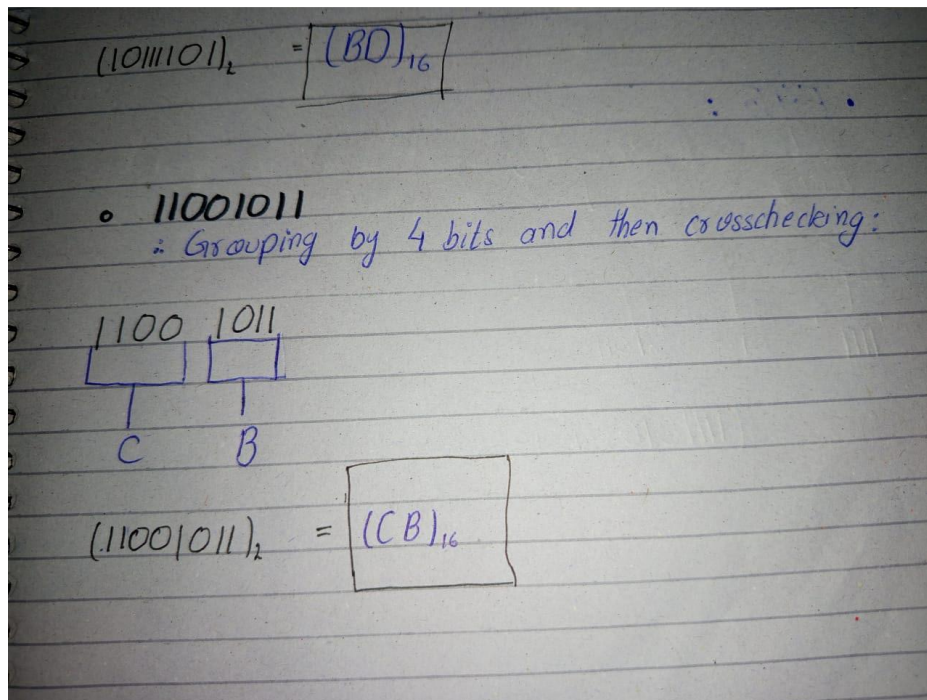 (10111101)₂ = (BD)₁₆
• 11001011
∴ Grouping by 4 bits and then crosschecking:
1100 1011
C B
(11001011)₂ = (CB)₁₆